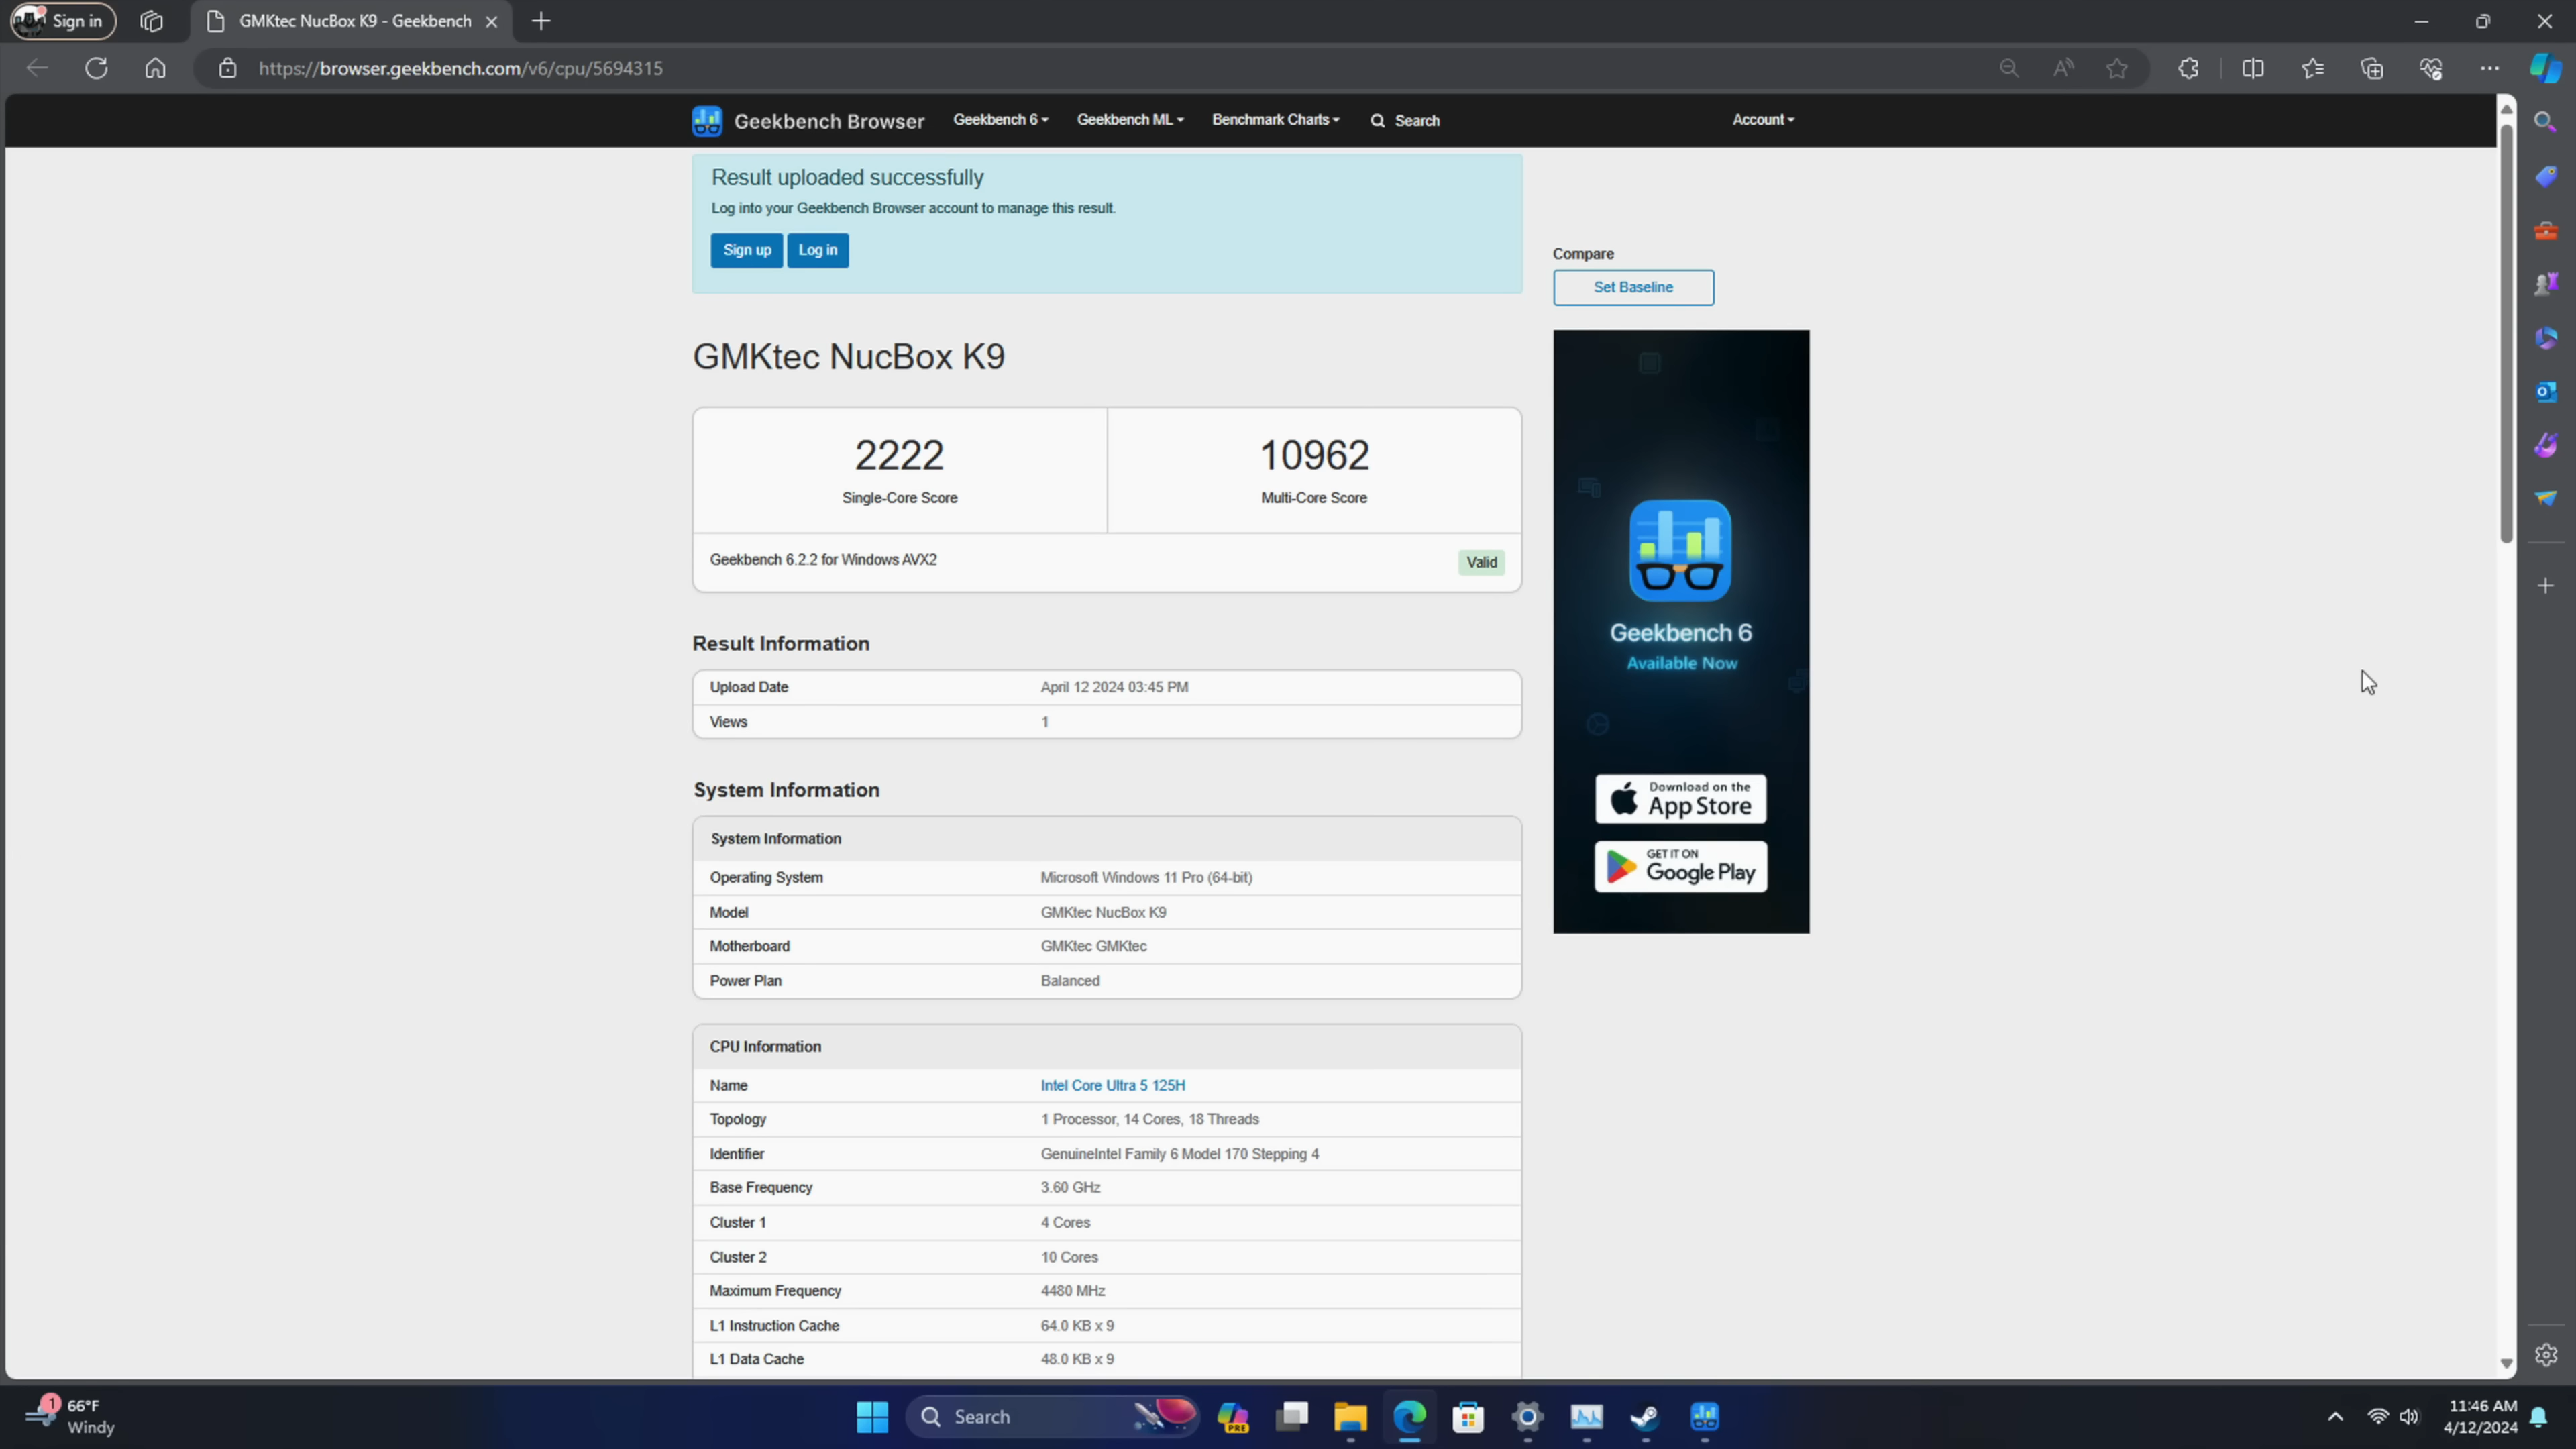 Sign in
GMKtec NucBox K9 - Geekbench
https://browser.geekbench.com/v6/cpu/5694315
Geekbench Browser Geekbench 6 Geekbench ML Benchmark Charts Search Account
Result uploaded successfully
Log into your Geekbench Browser account to manage this result.
Sign up Log in
Compare
Set Baseline
GMKtec NucBox K9
2222 10962
Single-Core Score Multi-Core Score
Geekbench 6.2.2 for Windows AVX2 Valid
Result Information
Upload Date April 12 2024 03:45 PM
Views 1
System Information
System Information
Operating System Microsoft Windows 11 Pro (64-bit)
Model GMKtec NucBox K9
Motherboard GMKtec GMKtec
Power Plan Balanced
CPU Information
Name Intel Core Ultra 5 125H
Topology 1 Processor, 14 Cores, 18 Threads
Identifier GenuineIntel Family 6 Model 170 Stepping 4
Base Frequency 3.60 GHz
Cluster 1 4 Cores
Cluster 2 10 Cores
Maximum Frequency 4480 MHz
L1 Instruction Cache 64.0 KB x 9
L1 Data Cache 48.0 KB x 9
Geekbench 6
Available Now
Download on the
App Store
GET IT ON
Google Play
1
66°F
Windy
Search
PRE
11:46 AM
4/12/2024